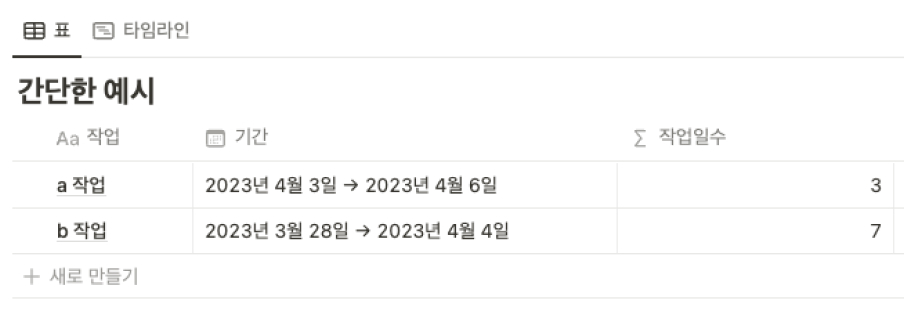 표 타임라인
간단한 예시
Aa 작업 기간 Σ 작업일수
a 작업 2023년 4월 3일 → 2023년 4월 6일 3
b 작업 2023년 3월 28일 → 2023년 4월 4일 7
+ 새로 만들기